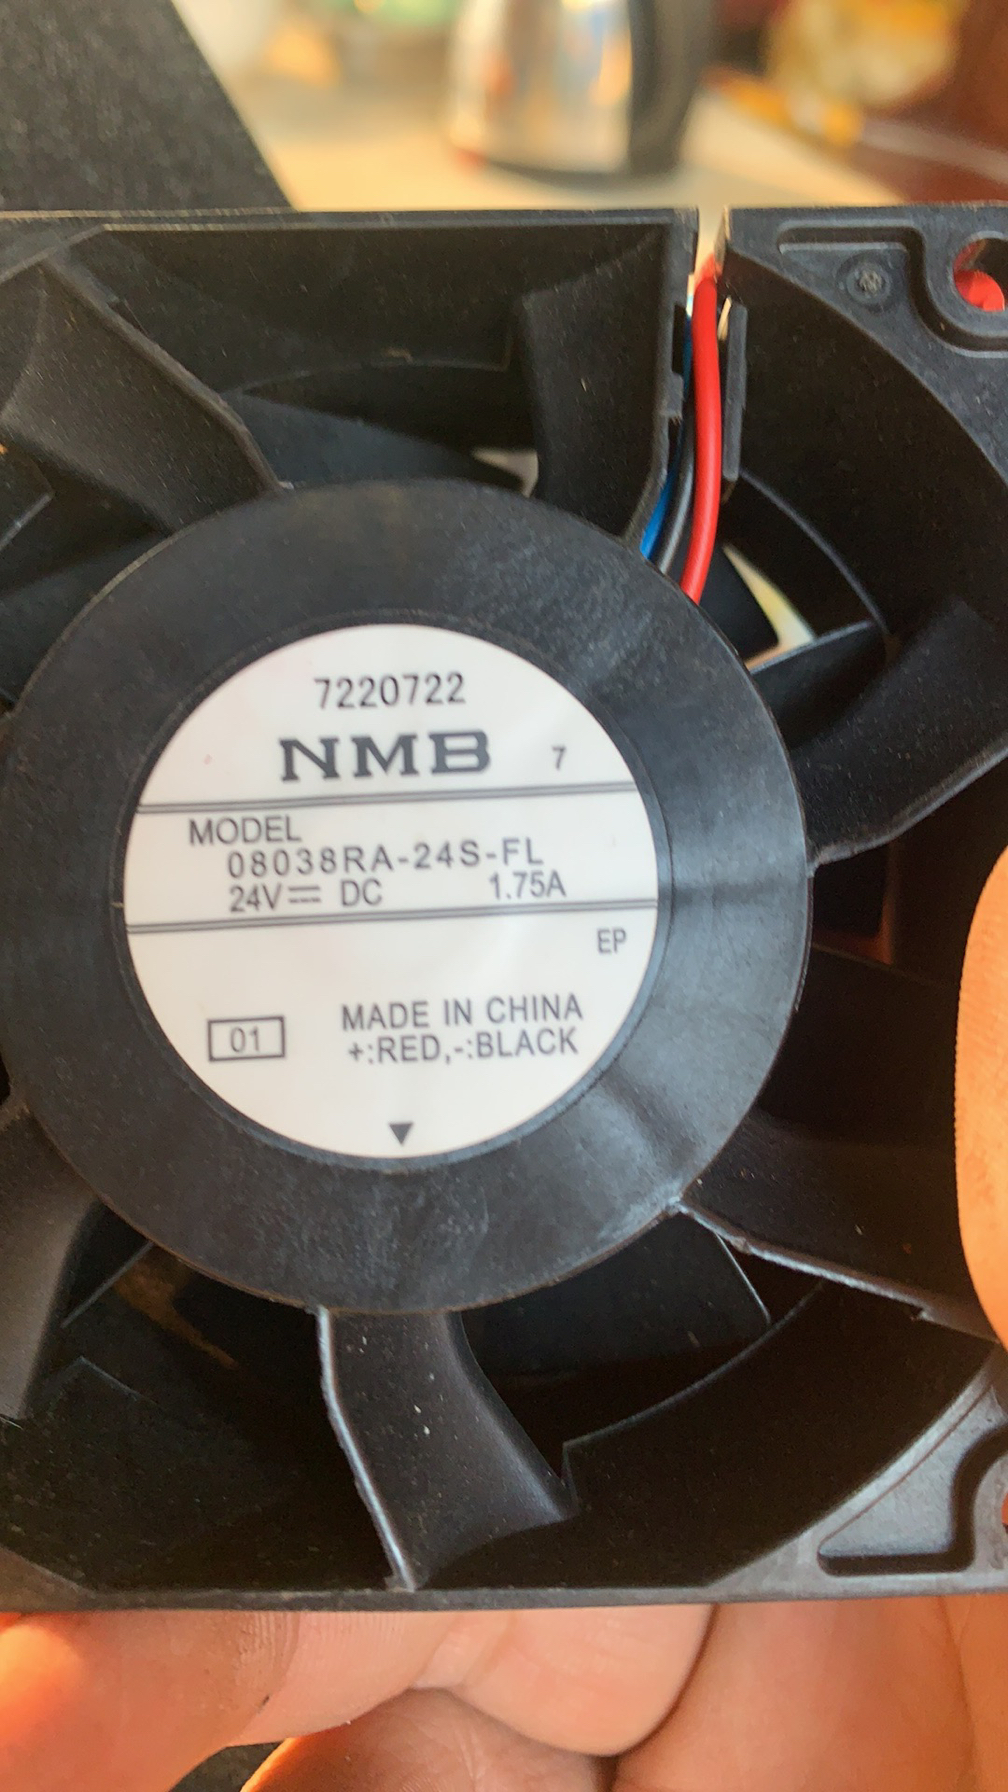 7220722
NMB 7
MODEL
08038RA-24S-FL
24V⎓ DC 1.75A
EP
01 MADE IN CHINA
+:RED,-:BLACK